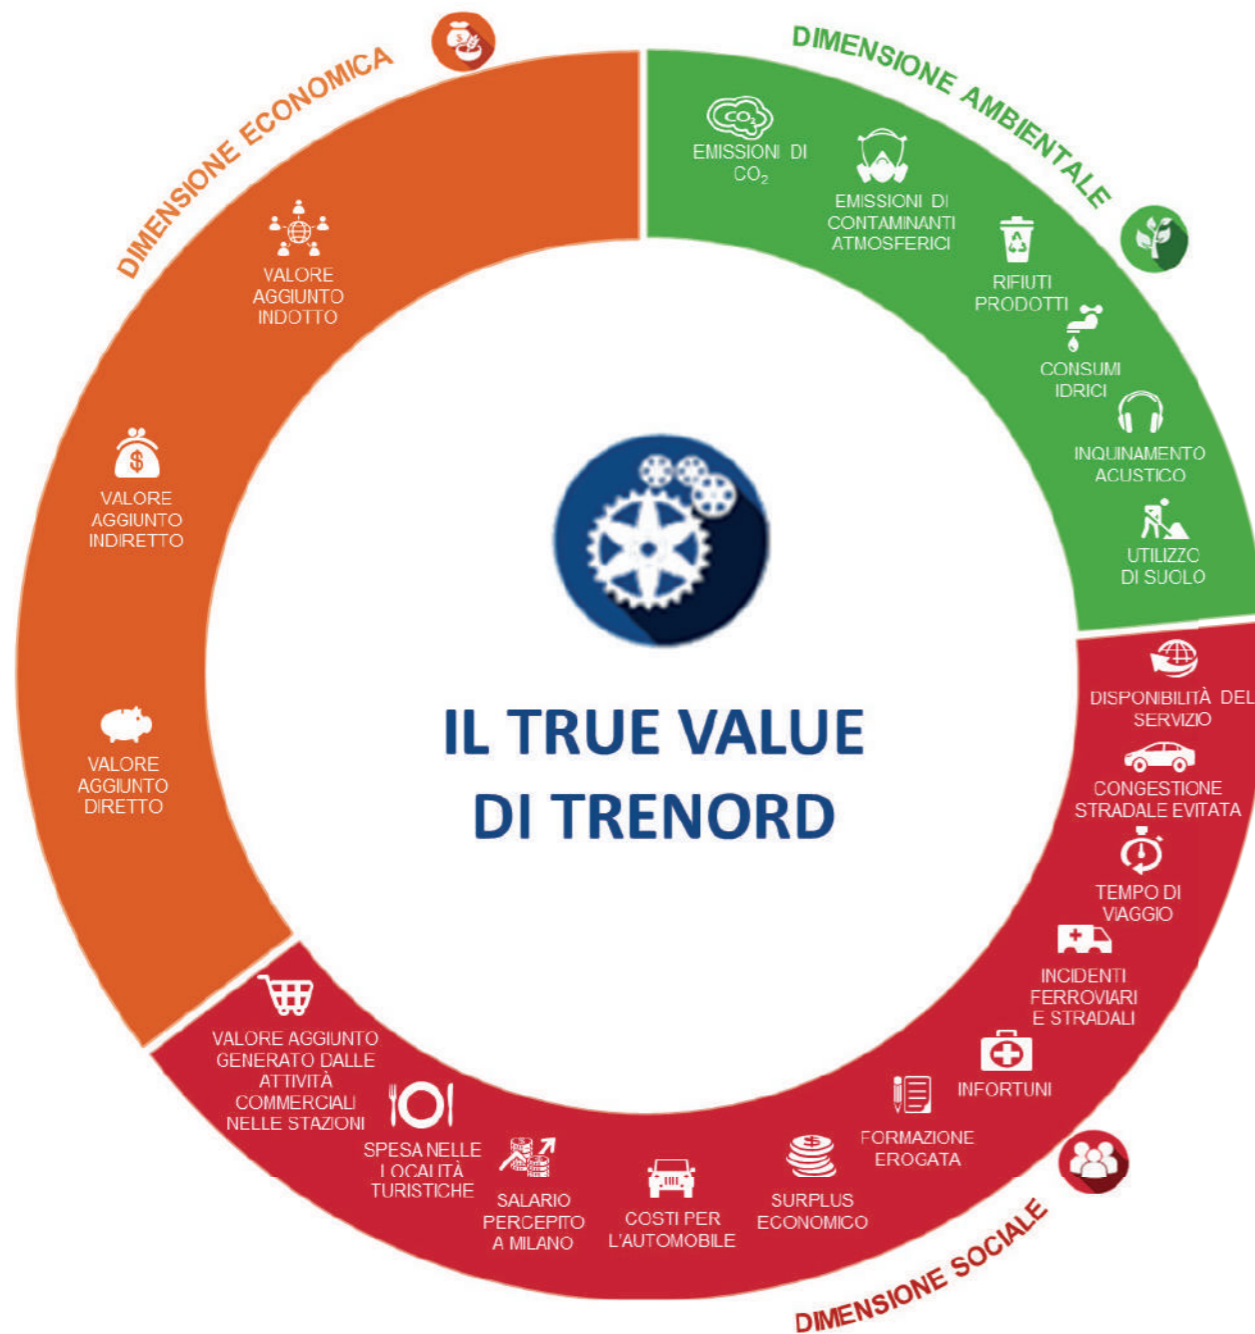 DIMENSIONE ECONOMICA
$
VALORE
AGGIUNTO
INDOTTO
$
VALORE
AGGIUNTO
INDIRETTO
VALORE
AGGIUNTO
DIRETTO
DIMENSIONE AMBIENTALE
CO₂
EMISSIONI DI
CO₂
EMISSIONI DI
CONTAMINANTI
ATMOSFERICI
RIFIUTI
PRODOTTI
CONSUMI
IDRICI
INQUINAMENTO
ACUSTICO
UTILIZZO
DI SUOLO
IL TRUE VALUE
DI TRENORD
DISPONIBILITÀ DEL
SERVIZIO
CONGESTIONE
STRADALE EVITATA
TEMPO DI
VIAGGIO
INCIDENTI
FERROVIARI
E STRADALI
INFORTUNI
FORMAZIONE
EROGATA
$
SURPLUS
ECONOMICO
COSTI PER
L'AUTOMOBILE
SALARIO
PERCEPITO
A MILANO
SPESA NELLE
LOCALITÀ
TURISTICHE
VALORE AGGIUNTO
GENERATO DALLE
ATTIVITÀ
COMMERCIALI
NELLE STAZIONI
DIMENSIONE SOCIALE